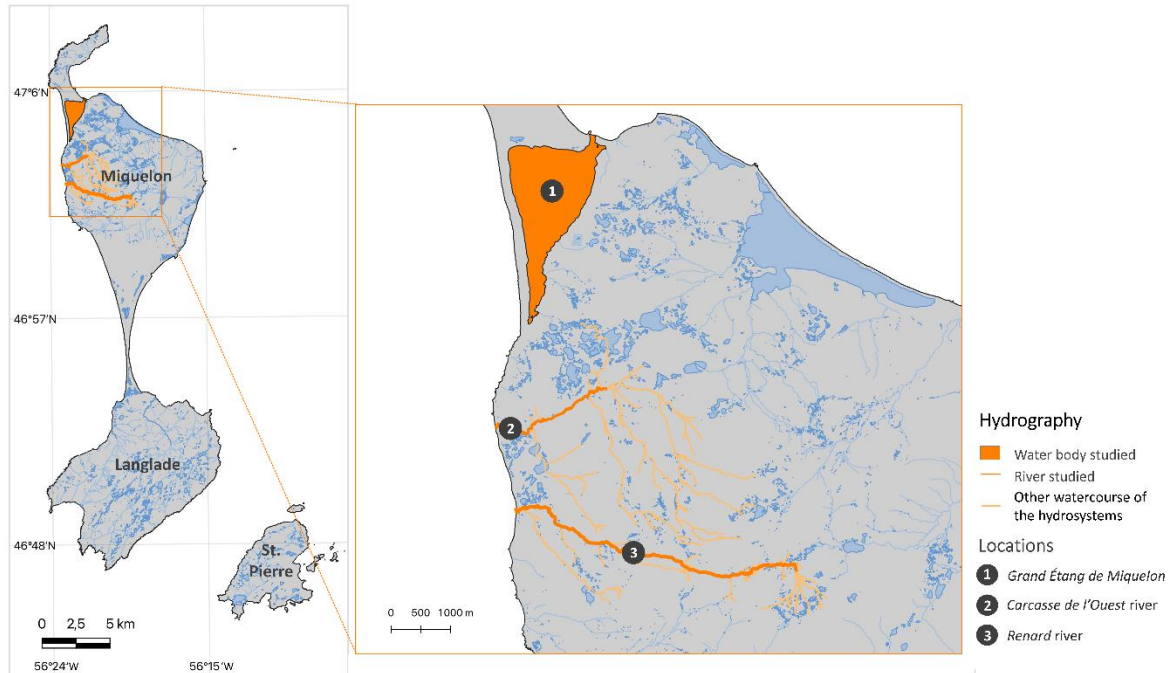 47°6'N
Miquelon
46°57'N
Langlade
46°48'N
St.
Pierre
0 2,5 5 km
56°24'W
56°15'W
1
2
3
0 500 1000 m
Hydrography
Water body studied
River studied
Other watercourse of
the hydrosystems
Locations
1 Grand Étang de Miquelon
2 Carcasse de l'Ouest river
3 Renard river